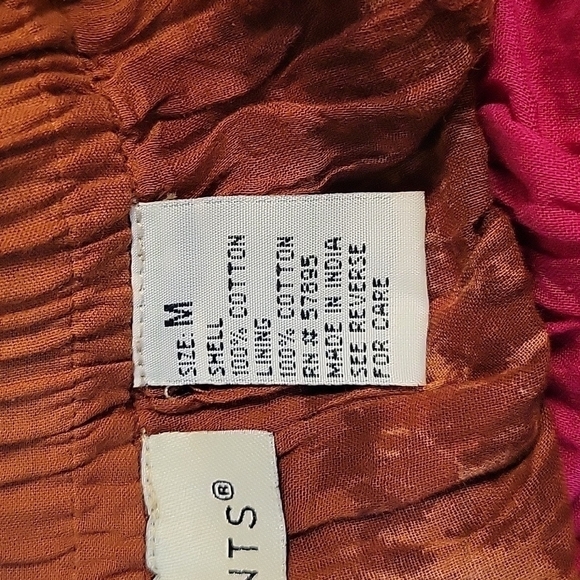 SIZE: M
SHELL
100% COTTON
LINING
100% COTTON
RN# 57895
MADE IN INDIA
SEE REVERSE
FOR CARE
NTS®